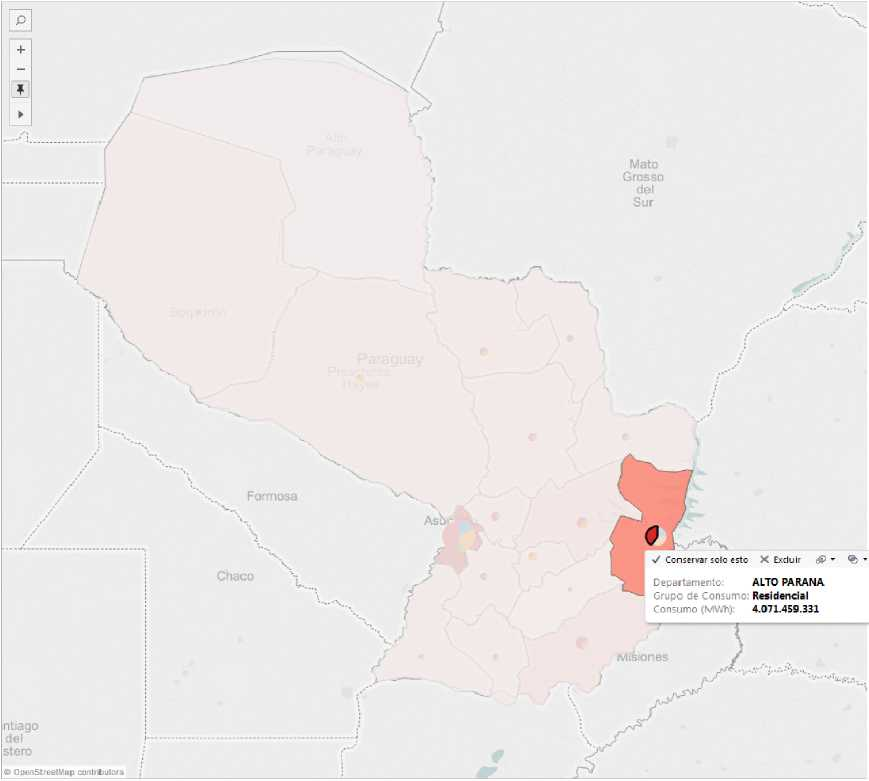 Alto
Paraguay
Mato
Grosso
del
Sur
Boquerón
Paraguay
Presidente
Hayes
Formosa
Asu
Chaco
✓ Conservar solo esto ✕ Excluir
Departamento: ALTO PARANA
Grupo de Consumo: Residencial
Consumo (MWh): 4.071.459.331
Misiones
ntiago
del
stero
© OpenStreetMap contributors